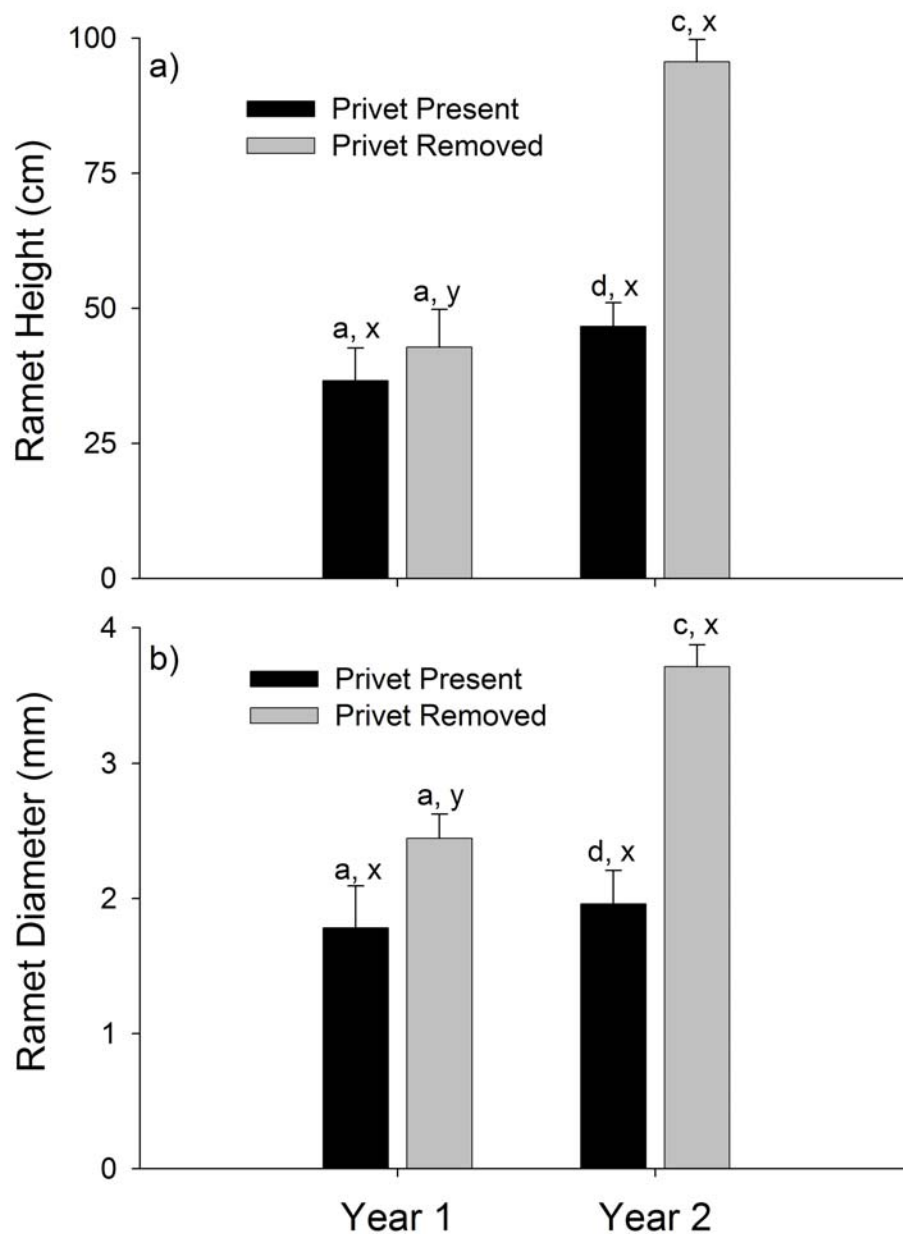 a)
Privet Present
Privet Removed
Ramet Height (cm)
100
75
50
25
0
a, x
a, y
d, x
c, x
b)
Privet Present
Privet Removed
Ramet Diameter (mm)
4
3
2
1
0
a, x
a, y
d, x
c, x
Year 1
Year 2